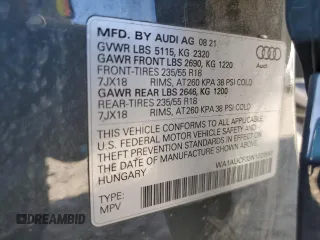 MFD. BY AUDI AG 08 21
GVWR LBS 5115, KG 2320
GAWR FRONT LBS 2690, KG 1220
FRONT-TIRES 235/55 R18
7JX18 RIMS, AT260 KPA 38 PSI COLD
GAWR REAR LBS 2646, KG 1200
REAR-TIRES 235/55 R18
7JX18 RIMS, AT260 KPA 38 PSI COLD
THIS VEHICLE CONFORMS TO ALL APPLICABLE
U.S. FEDERAL MOTOR VEHICLE SAFETY
STANDARDS IN EFFECT ON THE
DATE OF MANUFACTURE SHOWN ABOVE
HUNGARY
TYPE:
MPV
Audi
DREAMBID